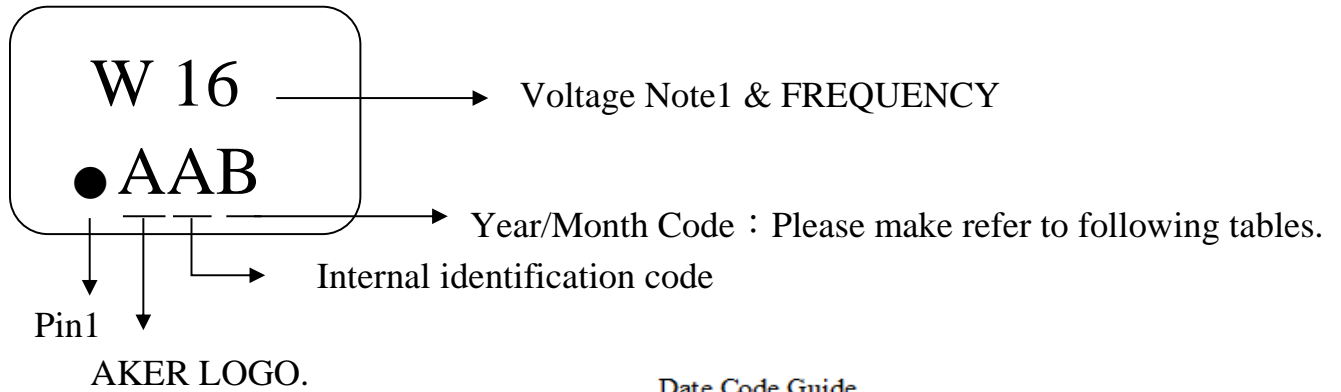 W 16
Voltage Note1 & FREQUENCY
●AAB
Year/Month Code：Please make refer to following tables.
Internal identification code
Pin1
AKER LOGO.
Date Code Guide